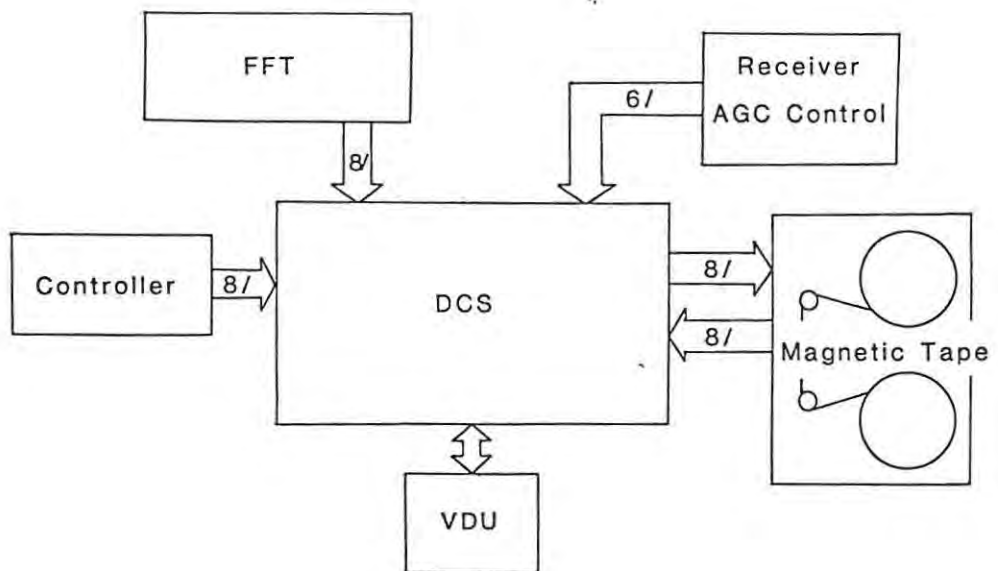 FFT
Receiver
AGC Control
6/
8/
Controller
8/
DCS
8/
8/
Magnetic Tape
VDU